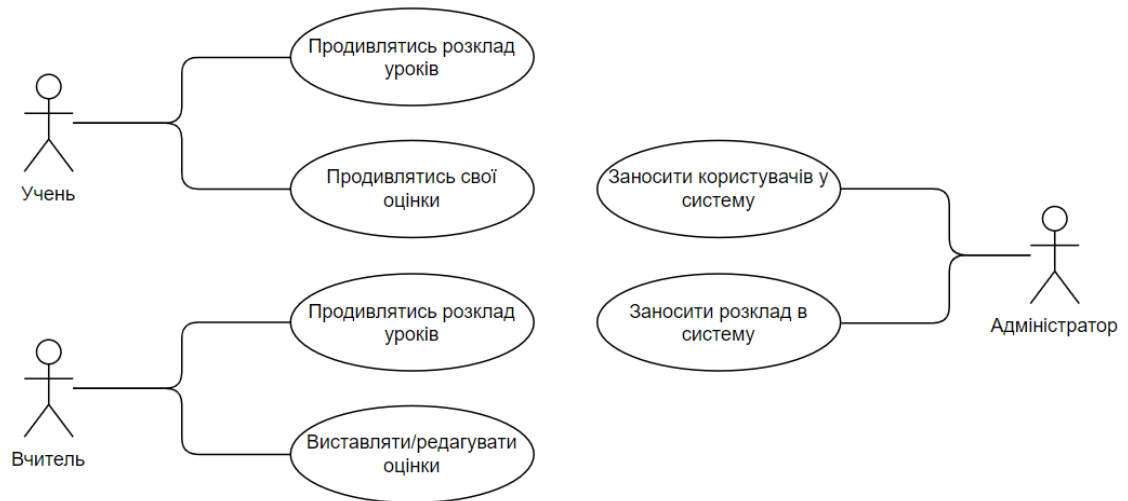 Продивлятись розклад
уроків
Учень
Продивлятись свої
оцінки
Заносити користувачів у
систему
Продивлятись розклад
уроків
Заносити розклад в
систему
Адміністратор
Вчитель
Виставляти/редагувати
оцінки